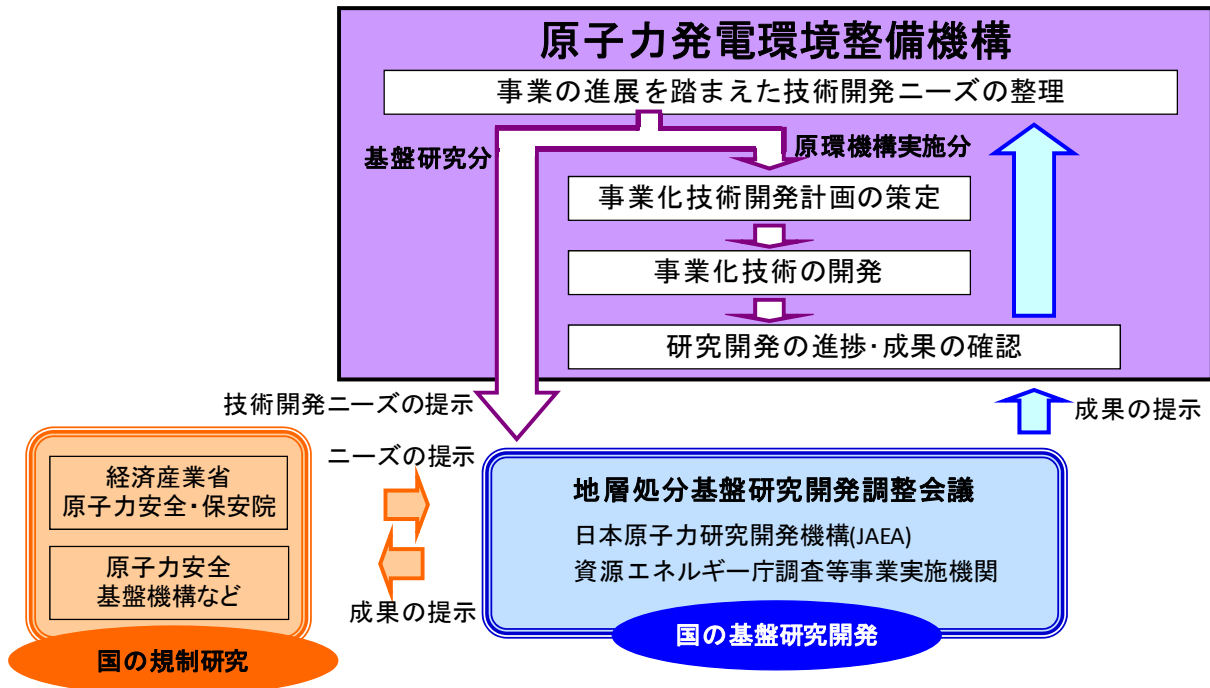 原子力発電環境整備機構
事業の進展を踏まえた技術開発ニーズの整理
基盤研究分
原環機構実施分
事業化技術開発計画の策定
事業化技術の開発
研究開発の進捗・成果の確認
技術開発ニーズの提示
成果の提示
ニーズの提示
経済産業省
原子力安全・保安院
原子力安全
基盤機構など
成果の提示
国の規制研究
地層処分基盤研究開発調整会議
日本原子力研究開発機構(JAEA)
資源エネルギー庁調査等事業実施機関
国の基盤研究開発